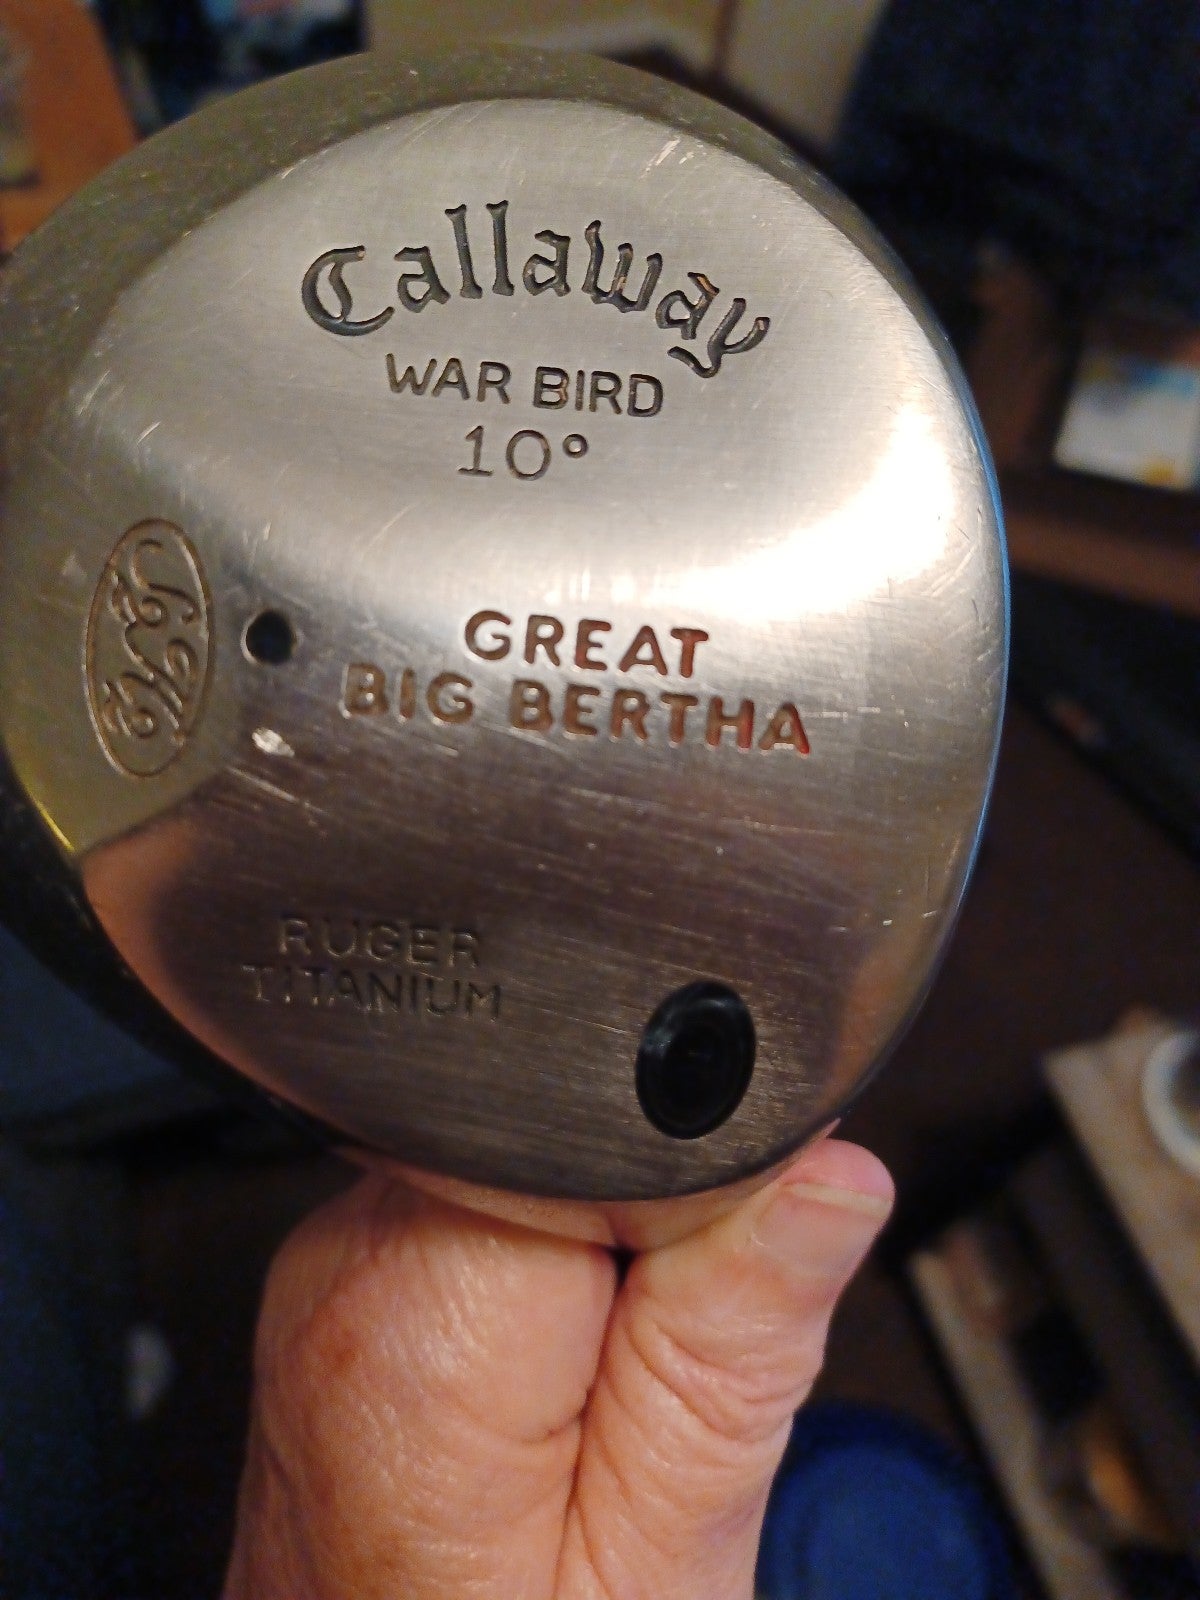 Callaway
WAR BIRD
10°
GREAT
BIG BERTHA
RUGER
TITANIUM